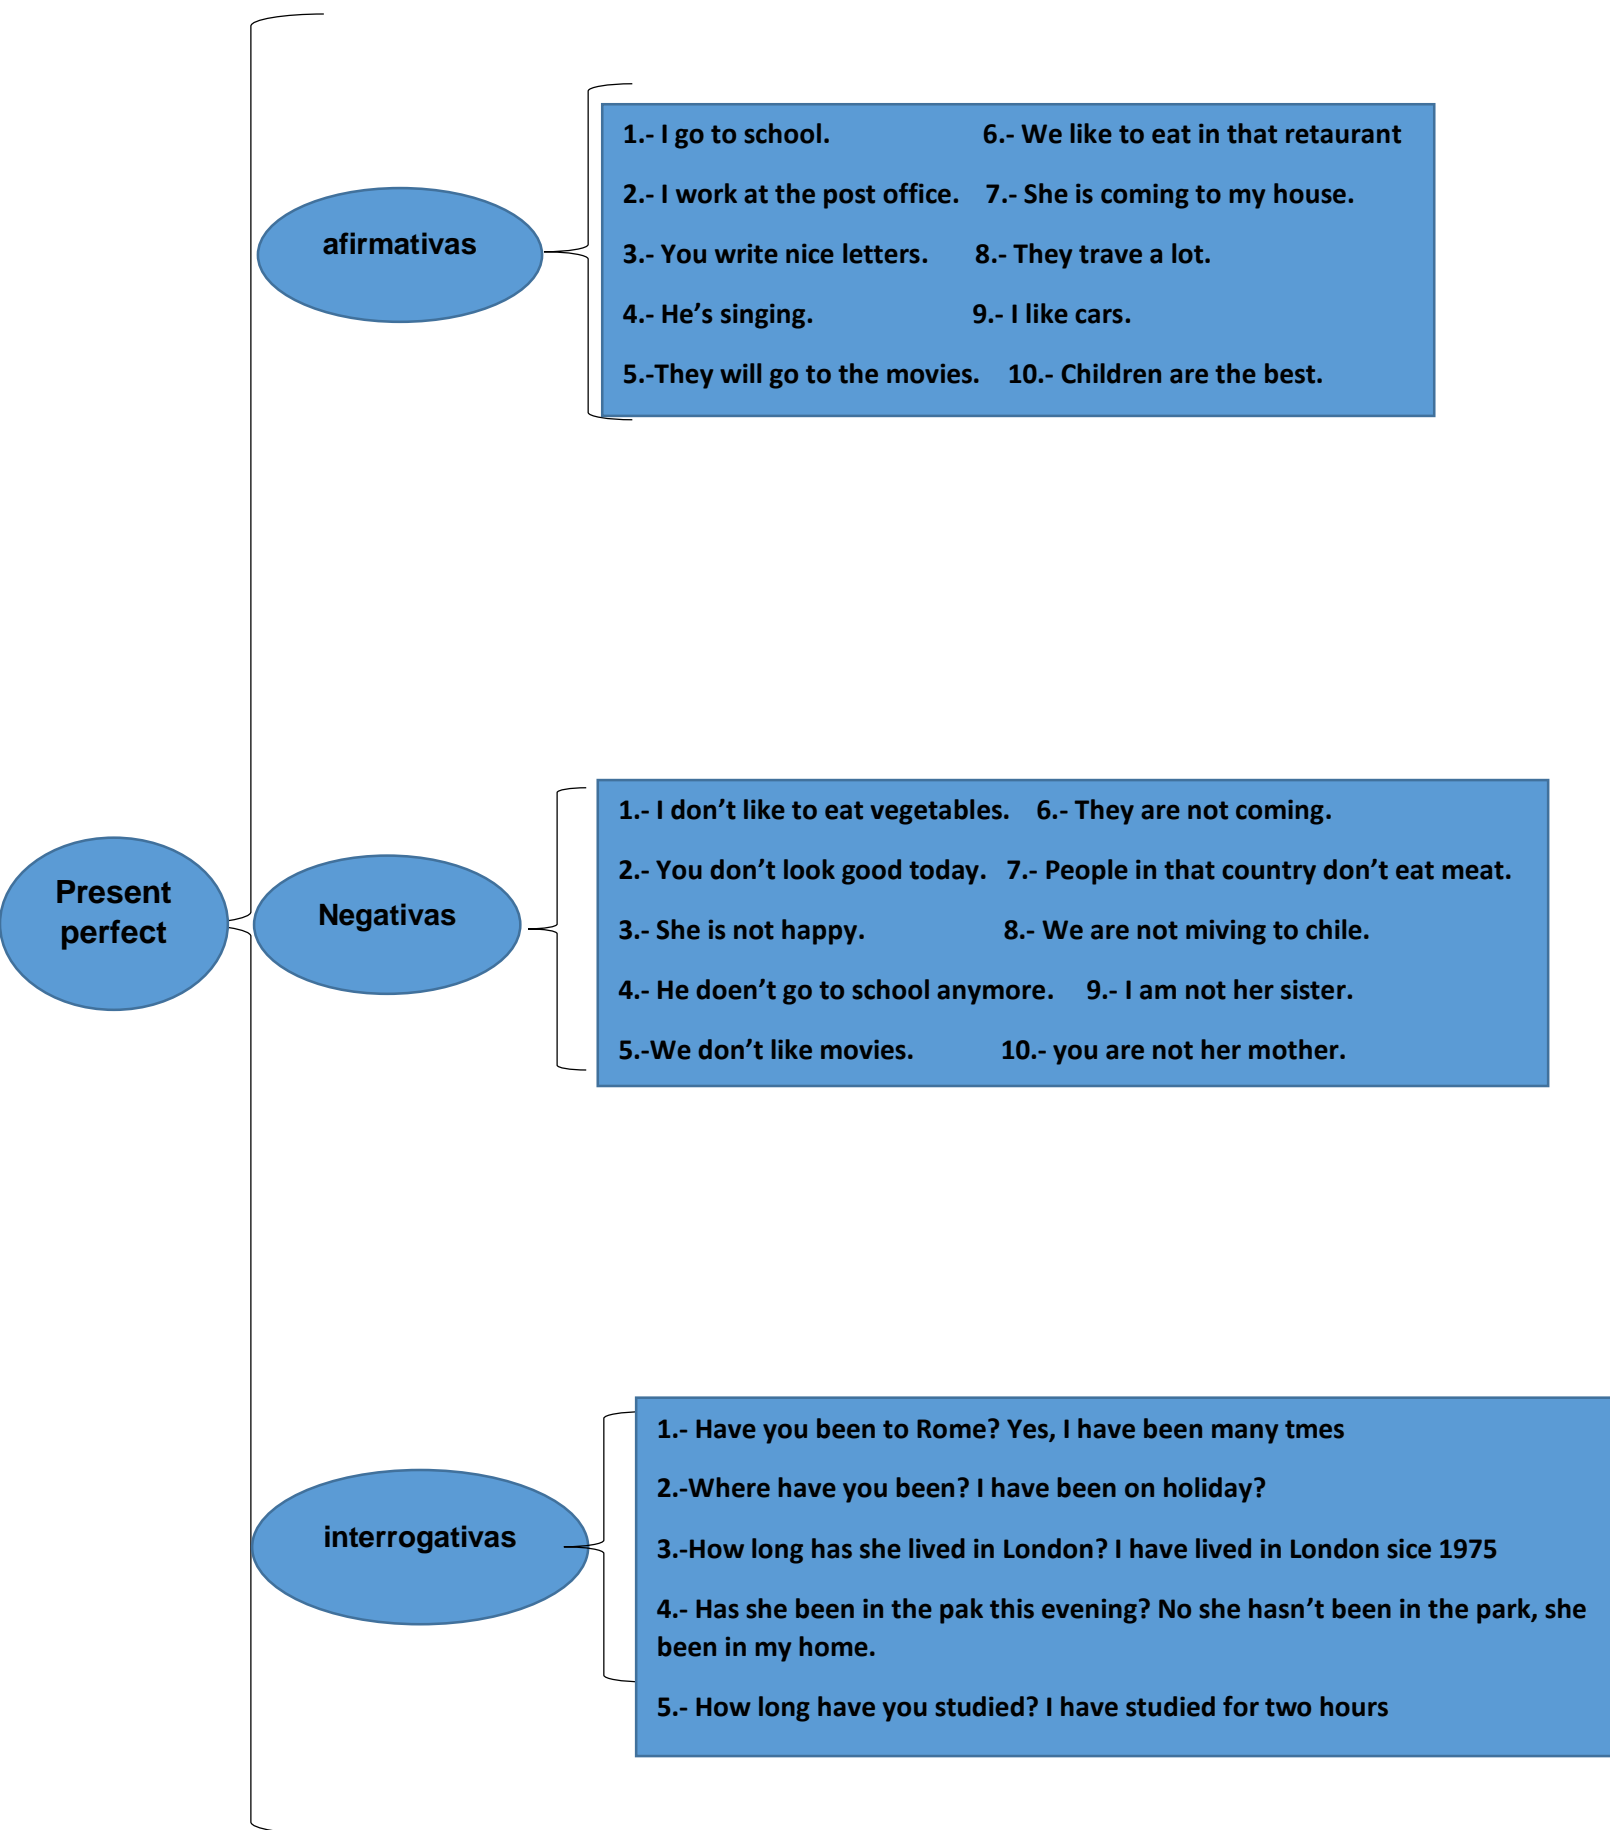 afirmativas
1.- I go to school. 6.- We like to eat in that retaurant
2.- I work at the post office. 7.- She is coming to my house.
3.- You write nice letters. 8.- They trave a lot.
4.- He’s singing. 9.- I like cars.
5.-They will go to the movies. 10.- Children are the best.
Present
perfect
Negativas
1.- I don’t like to eat vegetables. 6.- They are not coming.
2.- You don’t look good today. 7.- People in that country don’t eat meat.
3.- She is not happy. 8.- We are not miving to chile.
4.- He doen’t go to school anymore. 9.- I am not her sister.
5.-We don’t like movies. 10.- you are not her mother.
interrogativas
1.- Have you been to Rome? Yes, I have been many tmes
2.-Where have you been? I have been on holiday?
3.-How long has she lived in London? I have lived in London sice 1975
4.- Has she been in the pak this evening? No she hasn’t been in the park, she
been in my home.
5.- How long have you studied? I have studied for two hours